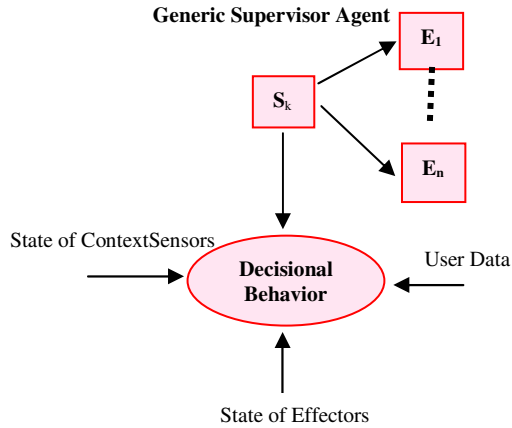 Generic Supervisor Agent
E1
Sk
En
State of ContextSensors
Decisional
Behavior
User Data
State of Effectors